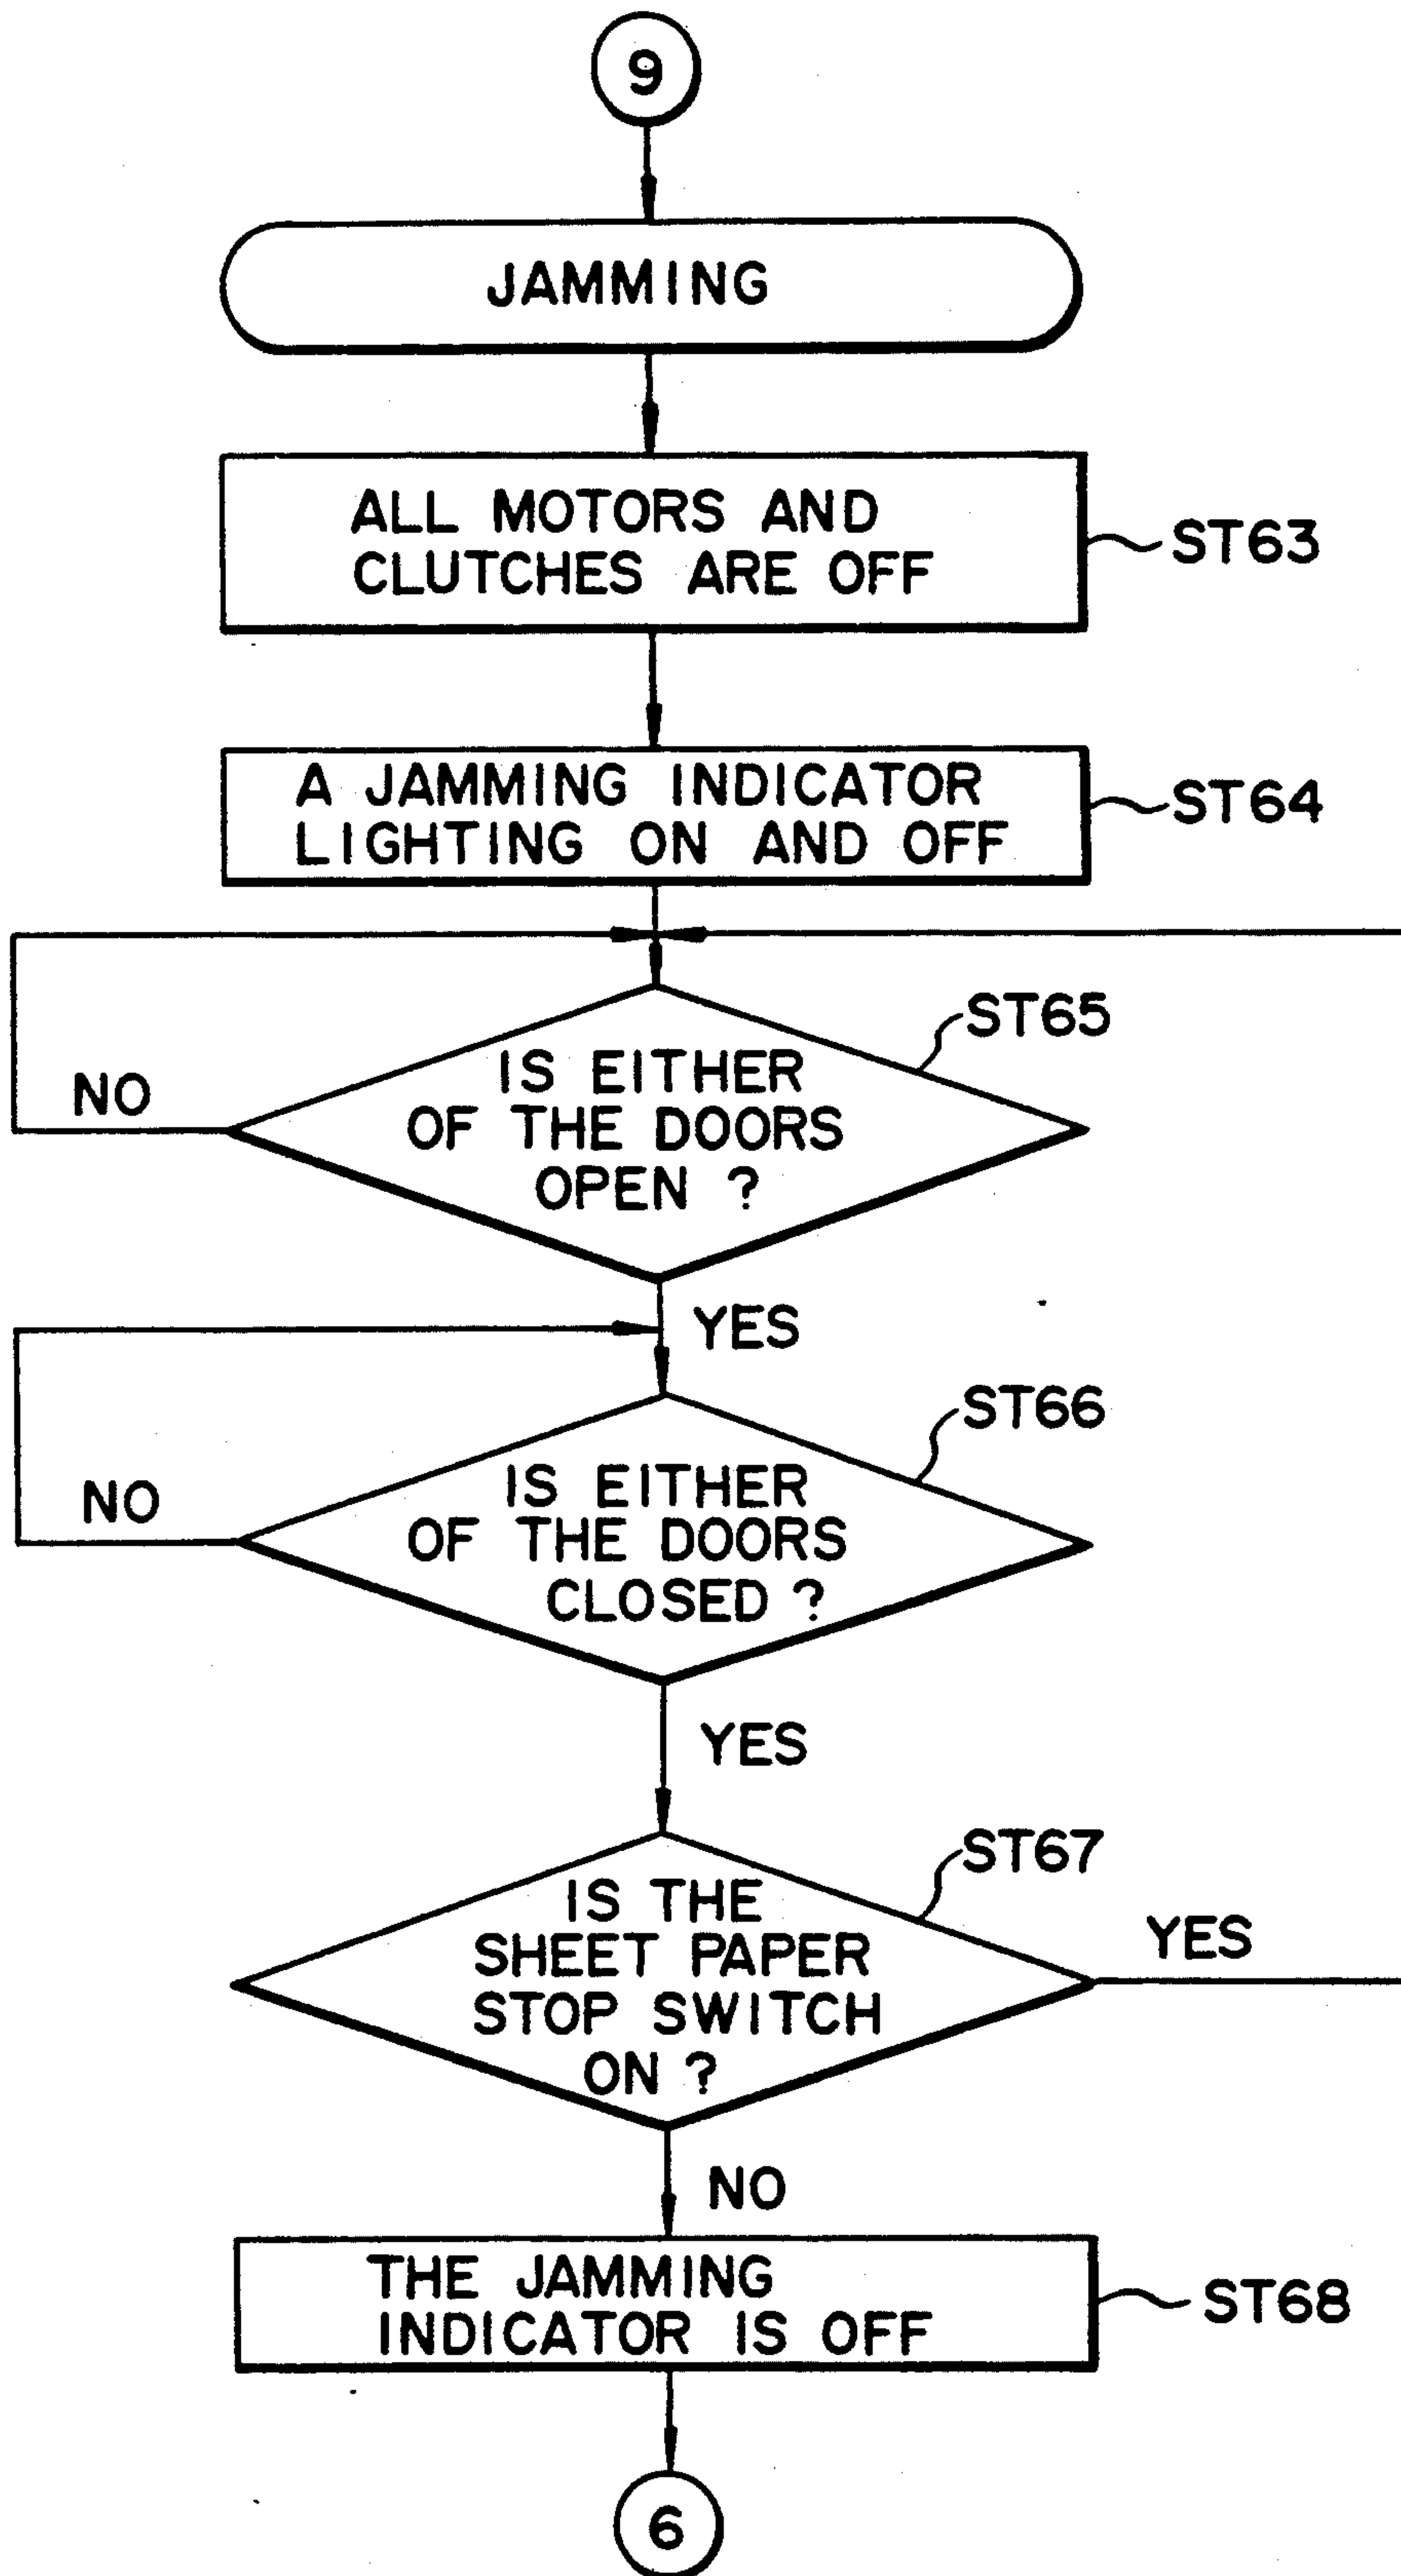 9
JAMMING
ALL MOTORS AND
CLUTCHES ARE OFF
ST63
A JAMMING INDICATOR
LIGHTING ON AND OFF
ST64
ST65
IS EITHER
OF THE DOORS
OPEN ?
NO
YES
ST66
IS EITHER
OF THE DOORS
CLOSED ?
NO
YES
ST67
IS THE
SHEET PAPER
STOP SWITCH
ON ?
YES
NO
THE JAMMING
INDICATOR IS OFF
ST68
6